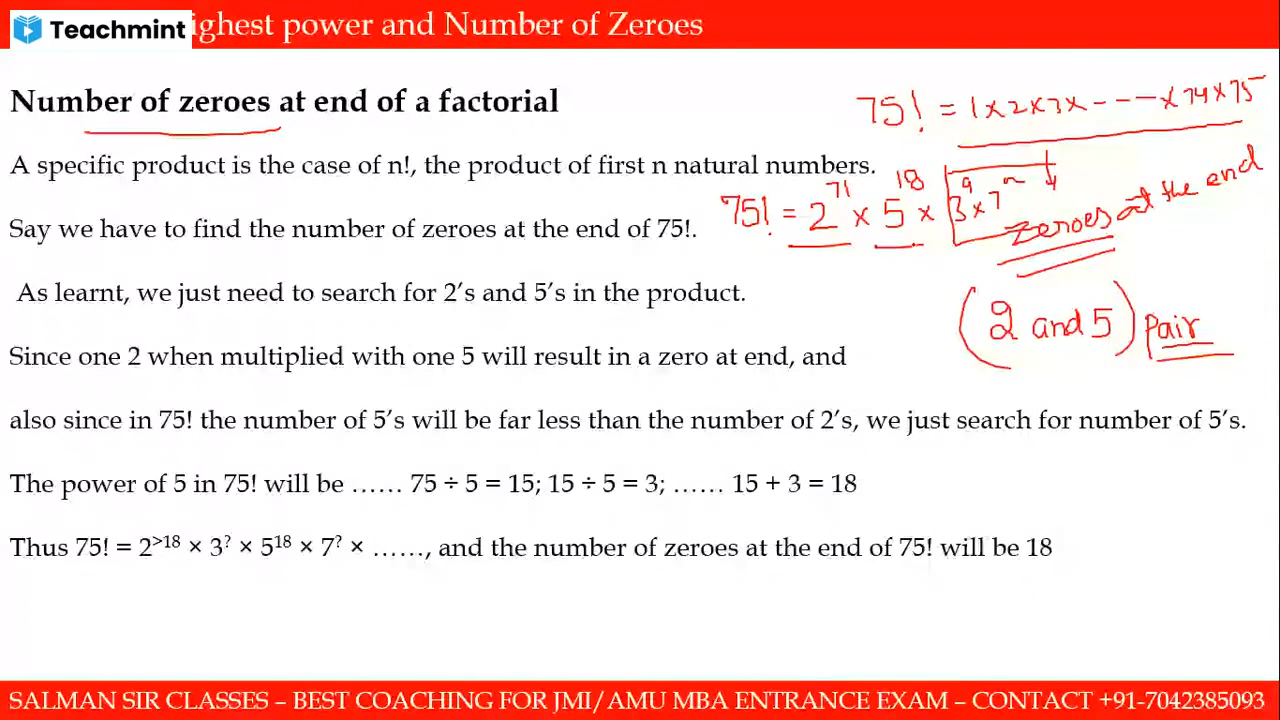 Teachmint
ighest power and Number of Zeroes
Number of zeroes at end of a factorial
75! = 1×2×3×-----×74×75
A specific product is the case of n!, the product of first n natural numbers.
75! = 2^71 × 5^18 × 3^a × 7^n
zeroes at the end
Say we have to find the number of zeroes at the end of 75!.
As learnt, we just need to search for 2’s and 5’s in the product.
(2 and 5) pair
Since one 2 when multiplied with one 5 will result in a zero at end, and
also since in 75! the number of 5’s will be far less than the number of 2’s, we just search for number of 5’s.
The power of 5 in 75! will be …… 75 ÷ 5 = 15; 15 ÷ 5 = 3; …… 15 + 3 = 18
Thus 75! = 2^>18 × 3^? × 5^18 × 7^? × ……, and the number of zeroes at the end of 75! will be 18
SALMAN SIR CLASSES – BEST COACHING FOR JMI/AMU MBA ENTRANCE EXAM – CONTACT +91-7042385093